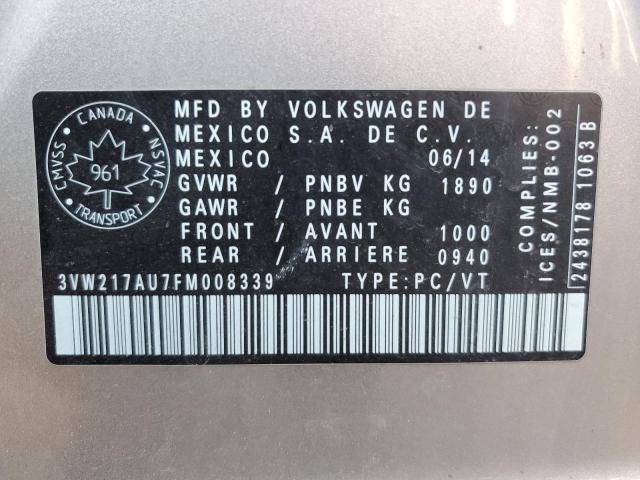 CANADA
CMVSS
NSVAC
961
TRANSPORT
MFD BY VOLKSWAGEN DE
MEXICO S.A. DE C.V.
MEXICO 06/14
GVWR / PNBV KG 1890
GAWR / PNBE KG
FRONT / AVANT 1000
REAR / ARRIERE 0940
3VW217AU7FM008339 TYPE:PC/VT
COMPLIES:
ICES/NMB-002
2438178 1063 B